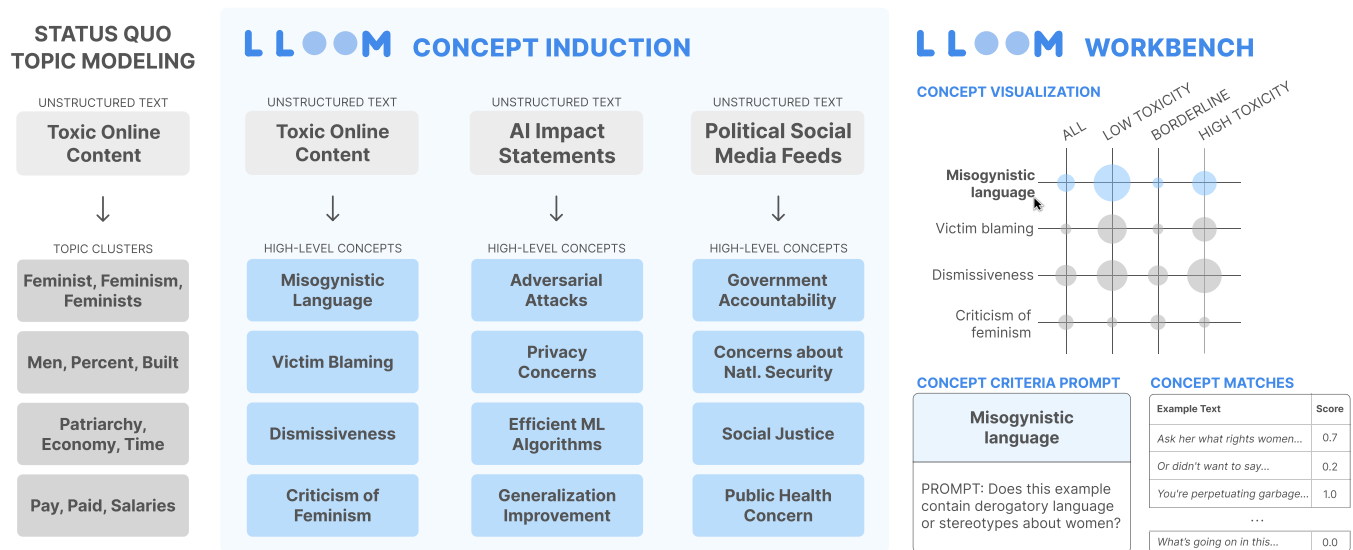 STATUS QUO
TOPIC MODELING
UNSTRUCTURED TEXT
Toxic Online
Content
TOPIC CLUSTERS
Feminist, Feminism,
Feminists
Men, Percent, Built
Patriarchy,
Economy, Time
Pay, Paid, Salaries
LLOOM CONCEPT INDUCTION
UNSTRUCTURED TEXT
Toxic Online
Content
HIGH-LEVEL CONCEPTS
Misogynistic
Language
Victim Blaming
Dismissiveness
Criticism of
Feminism
UNSTRUCTURED TEXT
AI Impact
Statements
HIGH-LEVEL CONCEPTS
Adversarial
Attacks
Privacy
Concerns
Efficient ML
Algorithms
Generalization
Improvement
UNSTRUCTURED TEXT
Political Social
Media Feeds
HIGH-LEVEL CONCEPTS
Government
Accountability
Concerns about
Natl. Security
Social Justice
Public Health
Concern
LLOOM WORKBENCH
CONCEPT VISUALIZATION
ALL
LOW TOXICITY
BORDERLINE
HIGH TOXICITY
Misogynistic
language
Victim blaming
Dismissiveness
Criticism of
feminism
CONCEPT CRITERIA PROMPT
Misogynistic
language
PROMPT: Does this example
contain derogatory language
or stereotypes about women?
CONCEPT MATCHES
Example Text Score
Ask her what rights women... 0.7
Or didn't want to say... 0.2
You're perpetuating garbage... 1.0
...
What's going on in this... 0.0